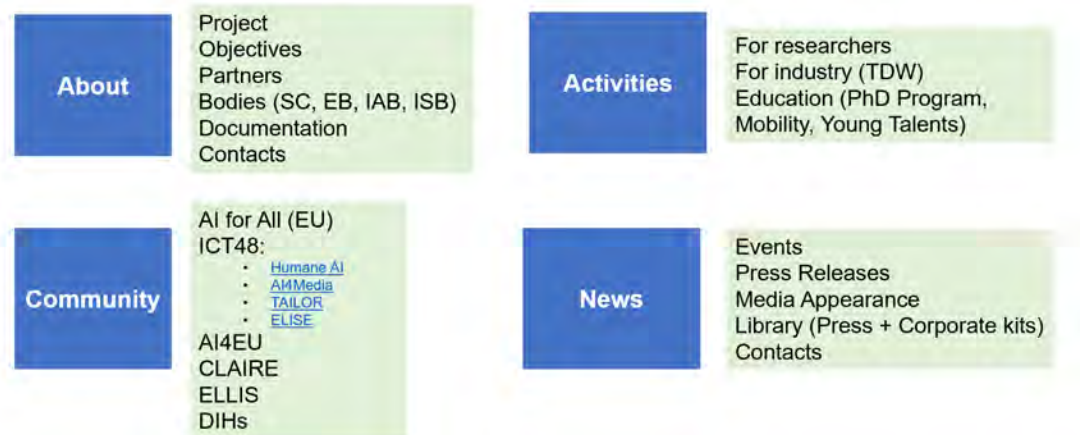 About
Project
Objectives
Partners
Bodies (SC, EB, IAB, ISB)
Documentation
Contacts
Activities
For researchers
For industry (TDW)
Education (PhD Program,
Mobility, Young Talents)
Community
AI for All (EU)
ICT48:
• Humane AI
• AI4Media
• TAILOR
• ELISE
AI4EU
CLAIRE
ELLIS
DIHs
News
Events
Press Releases
Media Appearance
Library (Press + Corporate kits)
Contacts